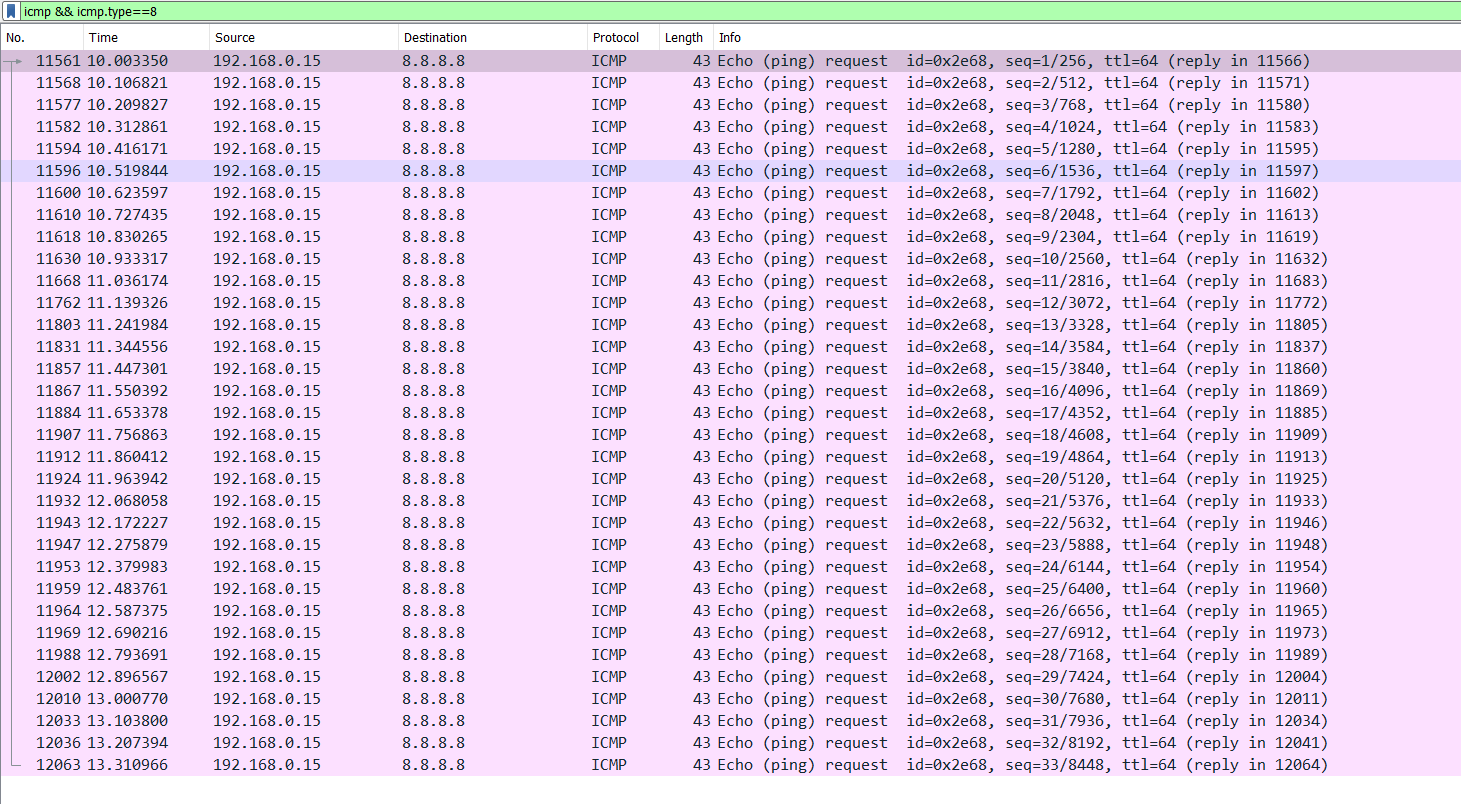 icmp && icmp.type==8
No. Time Source Destination Protocol Length Info
11561 10.003350 192.168.0.15 8.8.8.8 ICMP 43 Echo (ping) request id=0x2e68, seq=1/256, ttl=64 (reply in 11566)
11568 10.106821 192.168.0.15 8.8.8.8 ICMP 43 Echo (ping) request id=0x2e68, seq=2/512, ttl=64 (reply in 11571)
11577 10.209827 192.168.0.15 8.8.8.8 ICMP 43 Echo (ping) request id=0x2e68, seq=3/768, ttl=64 (reply in 11580)
11582 10.312861 192.168.0.15 8.8.8.8 ICMP 43 Echo (ping) request id=0x2e68, seq=4/1024, ttl=64 (reply in 11583)
11594 10.416171 192.168.0.15 8.8.8.8 ICMP 43 Echo (ping) request id=0x2e68, seq=5/1280, ttl=64 (reply in 11595)
11596 10.519844 192.168.0.15 8.8.8.8 ICMP 43 Echo (ping) request id=0x2e68, seq=6/1536, ttl=64 (reply in 11597)
11600 10.623597 192.168.0.15 8.8.8.8 ICMP 43 Echo (ping) request id=0x2e68, seq=7/1792, ttl=64 (reply in 11602)
11610 10.727435 192.168.0.15 8.8.8.8 ICMP 43 Echo (ping) request id=0x2e68, seq=8/2048, ttl=64 (reply in 11613)
11618 10.830265 192.168.0.15 8.8.8.8 ICMP 43 Echo (ping) request id=0x2e68, seq=9/2304, ttl=64 (reply in 11619)
11630 10.933317 192.168.0.15 8.8.8.8 ICMP 43 Echo (ping) request id=0x2e68, seq=10/2560, ttl=64 (reply in 11632)
11668 11.036174 192.168.0.15 8.8.8.8 ICMP 43 Echo (ping) request id=0x2e68, seq=11/2816, ttl=64 (reply in 11683)
11762 11.139326 192.168.0.15 8.8.8.8 ICMP 43 Echo (ping) request id=0x2e68, seq=12/3072, ttl=64 (reply in 11772)
11803 11.241984 192.168.0.15 8.8.8.8 ICMP 43 Echo (ping) request id=0x2e68, seq=13/3328, ttl=64 (reply in 11805)
11831 11.344556 192.168.0.15 8.8.8.8 ICMP 43 Echo (ping) request id=0x2e68, seq=14/3584, ttl=64 (reply in 11837)
11857 11.447301 192.168.0.15 8.8.8.8 ICMP 43 Echo (ping) request id=0x2e68, seq=15/3840, ttl=64 (reply in 11860)
11867 11.550392 192.168.0.15 8.8.8.8 ICMP 43 Echo (ping) request id=0x2e68, seq=16/4096, ttl=64 (reply in 11869)
11884 11.653378 192.168.0.15 8.8.8.8 ICMP 43 Echo (ping) request id=0x2e68, seq=17/4352, ttl=64 (reply in 11885)
11907 11.756863 192.168.0.15 8.8.8.8 ICMP 43 Echo (ping) request id=0x2e68, seq=18/4608, ttl=64 (reply in 11909)
11912 11.860412 192.168.0.15 8.8.8.8 ICMP 43 Echo (ping) request id=0x2e68, seq=19/4864, ttl=64 (reply in 11913)
11924 11.963942 192.168.0.15 8.8.8.8 ICMP 43 Echo (ping) request id=0x2e68, seq=20/5120, ttl=64 (reply in 11925)
11932 12.068058 192.168.0.15 8.8.8.8 ICMP 43 Echo (ping) request id=0x2e68, seq=21/5376, ttl=64 (reply in 11933)
11943 12.172227 192.168.0.15 8.8.8.8 ICMP 43 Echo (ping) request id=0x2e68, seq=22/5632, ttl=64 (reply in 11946)
11947 12.275879 192.168.0.15 8.8.8.8 ICMP 43 Echo (ping) request id=0x2e68, seq=23/5888, ttl=64 (reply in 11948)
11953 12.379983 192.168.0.15 8.8.8.8 ICMP 43 Echo (ping) request id=0x2e68, seq=24/6144, ttl=64 (reply in 11954)
11959 12.483761 192.168.0.15 8.8.8.8 ICMP 43 Echo (ping) request id=0x2e68, seq=25/6400, ttl=64 (reply in 11960)
11964 12.587375 192.168.0.15 8.8.8.8 ICMP 43 Echo (ping) request id=0x2e68, seq=26/6656, ttl=64 (reply in 11965)
11969 12.690216 192.168.0.15 8.8.8.8 ICMP 43 Echo (ping) request id=0x2e68, seq=27/6912, ttl=64 (reply in 11973)
11988 12.793691 192.168.0.15 8.8.8.8 ICMP 43 Echo (ping) request id=0x2e68, seq=28/7168, ttl=64 (reply in 11989)
12002 12.896567 192.168.0.15 8.8.8.8 ICMP 43 Echo (ping) request id=0x2e68, seq=29/7424, ttl=64 (reply in 12004)
12010 13.000770 192.168.0.15 8.8.8.8 ICMP 43 Echo (ping) request id=0x2e68, seq=30/7680, ttl=64 (reply in 12011)
12033 13.103800 192.168.0.15 8.8.8.8 ICMP 43 Echo (ping) request id=0x2e68, seq=31/7936, ttl=64 (reply in 12034)
12036 13.207394 192.168.0.15 8.8.8.8 ICMP 43 Echo (ping) request id=0x2e68, seq=32/8192, ttl=64 (reply in 12041)
12063 13.310966 192.168.0.15 8.8.8.8 ICMP 43 Echo (ping) request id=0x2e68, seq=33/8448, ttl=64 (reply in 12064)